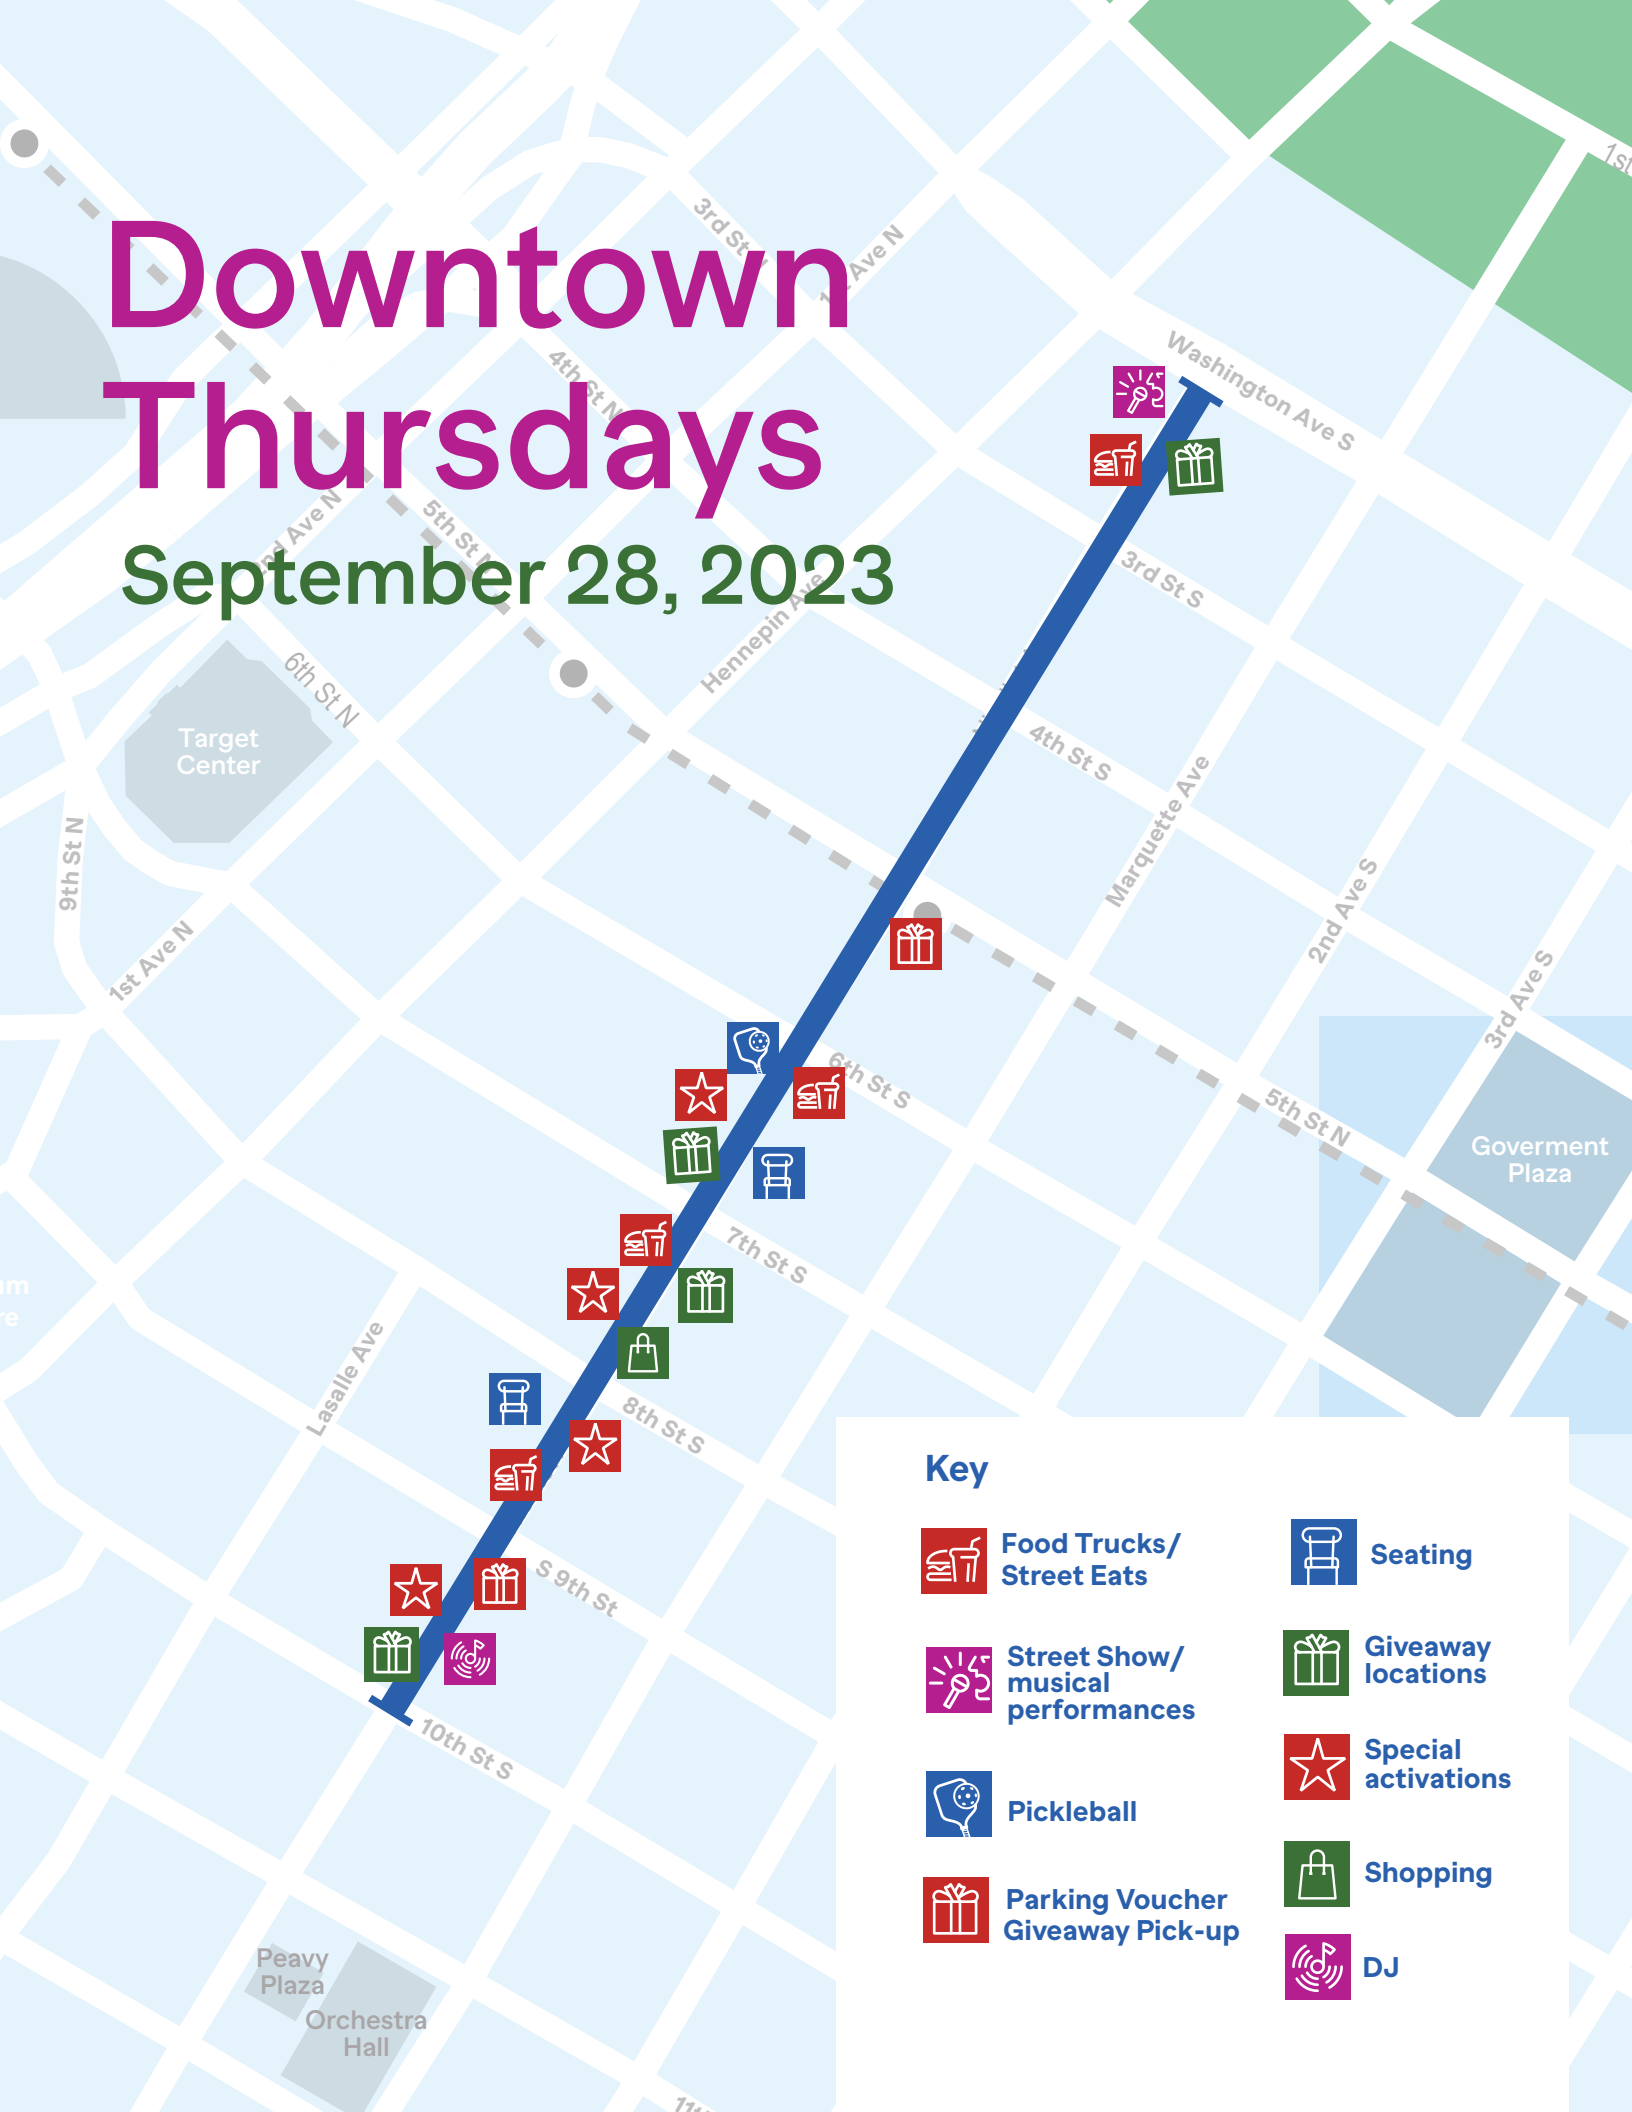 Downtown
Thursdays
September 28, 2023
3rd St
Ave N
4th St N
Ave N
5th St N
6th St N
Hennepin Ave
1st
Washington Ave S
3rd St S
4th St S
Target
Center
9th St N
1st Ave N
Marquette Ave
2nd Ave S
3rd Ave S
5th St N
6th St S
Goverment
Plaza
7th St S
Lasalle Ave
8th St S
S 9th St
10th St S
Peavy
Plaza
Orchestra
Hall
Key
Food Trucks/
Street Eats
Street Show/
musical
performances
Pickleball
Parking Voucher
Giveaway Pick-up
Seating
Giveaway
locations
Special
activations
Shopping
DJ